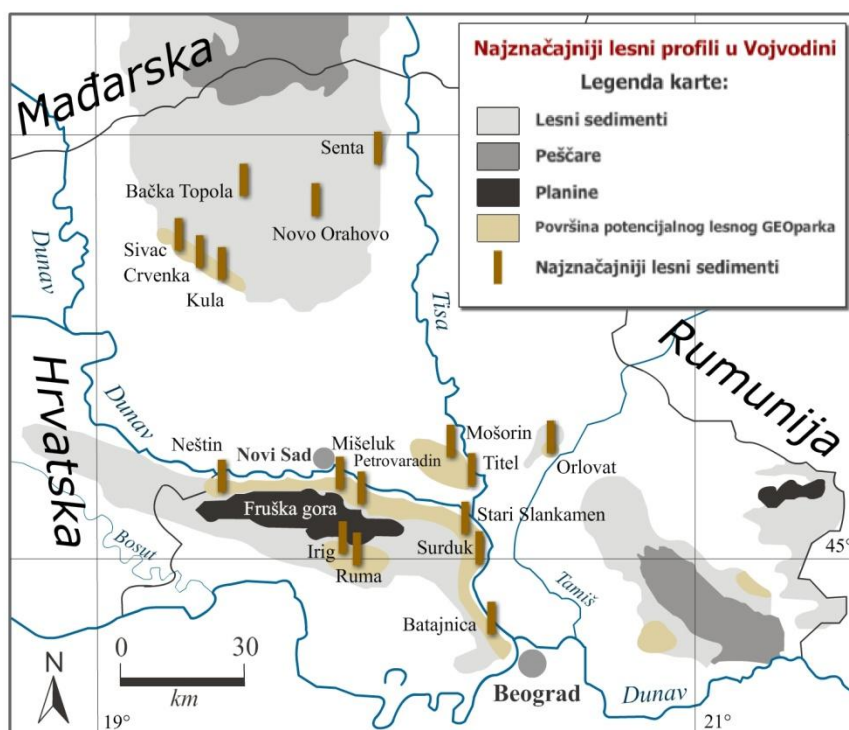 Najznačajniji lesni profili u Vojvodini
Legenda karte:
Lesni sedimenti
Peščare
Planine
Površina potencijalnog lesnog GEOparka
Najznačajniji lesni sedimenti
Mađarska
Senta
Bačka Topola
Novo Orahovo
Sivac
Crvenka
Kula
Dunav
Tisa
Rumunija
Hrvatska
Dunav
Neštin
Novi Sad
Mišeluk
Petrovaradin
Mošorin
Titel
Orlovat
Fruška gora
Stari Slankamen
Bosut
Irig
Surduk
45°
Ruma
Tamiš
Batajnica
0 30
km
N
Beograd
Dunav
19° 21°